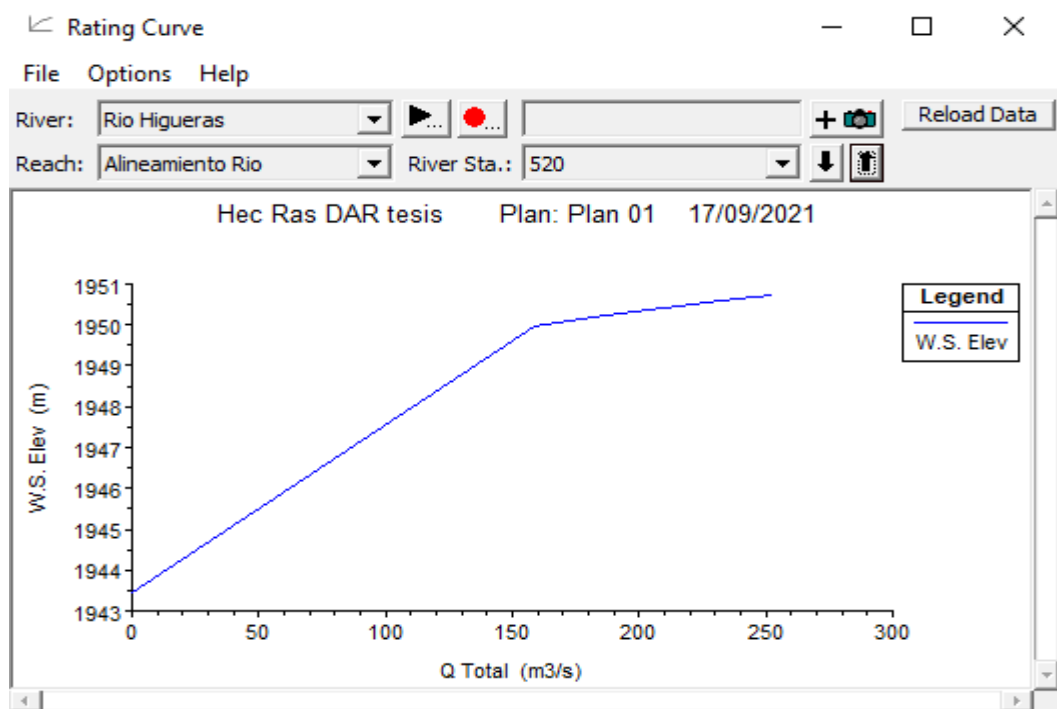 Rating Curve
File Options Help
River: Rio Higueras ... ... Reload Data
Reach: Alineamiento Rio River Sta.: 520
Hec Ras DAR tesis Plan: Plan 01 17/09/2021
1951
1950
1949
1948
1947
1946
1945
1944
1943
W.S. Elev (m)
0 50 100 150 200 250 300
Q Total (m3/s)
Legend
W.S. Elev